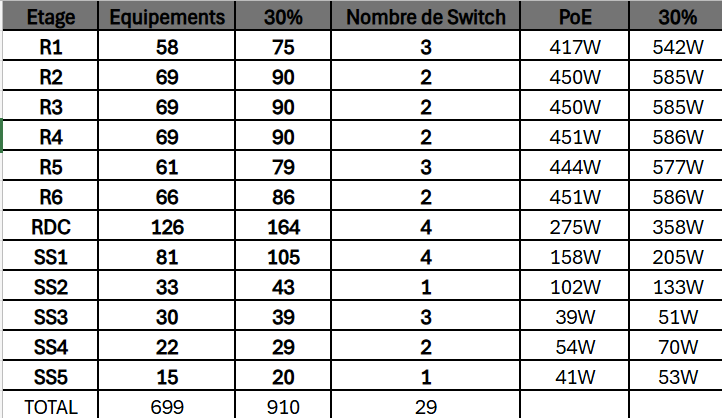 Etage Equipements 30% Nombre de Switch PoE 30%
R1 58 75 3 417W 542W
R2 69 90 2 450W 585W
R3 69 90 2 450W 585W
R4 69 90 2 451W 586W
R5 61 79 3 444W 577W
R6 66 86 2 451W 586W
RDC 126 164 4 275W 358W
SS1 81 105 4 158W 205W
SS2 33 43 1 102W 133W
SS3 30 39 3 39W 51W
SS4 22 29 2 54W 70W
SS5 15 20 1 41W 53W
TOTAL 699 910 29